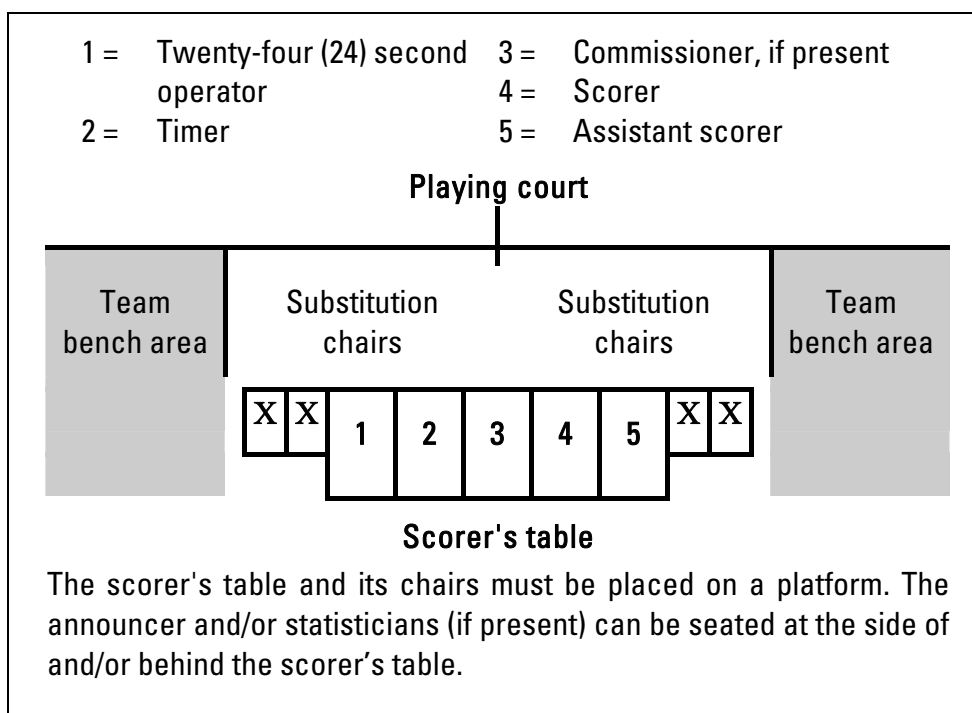 1 = Twenty-four (24) second
operator
2 = Timer
3 = Commissioner, if present
4 = Scorer
5 = Assistant scorer
Playing court
Team
bench area
Substitution
chairs
Substitution
chairs
Team
bench area
X X 1 2 3 4 5 X X
Scorer's table
The scorer's table and its chairs must be placed on a platform. The
announcer and/or statisticians (if present) can be seated at the side of
and/or behind the scorer’s table.